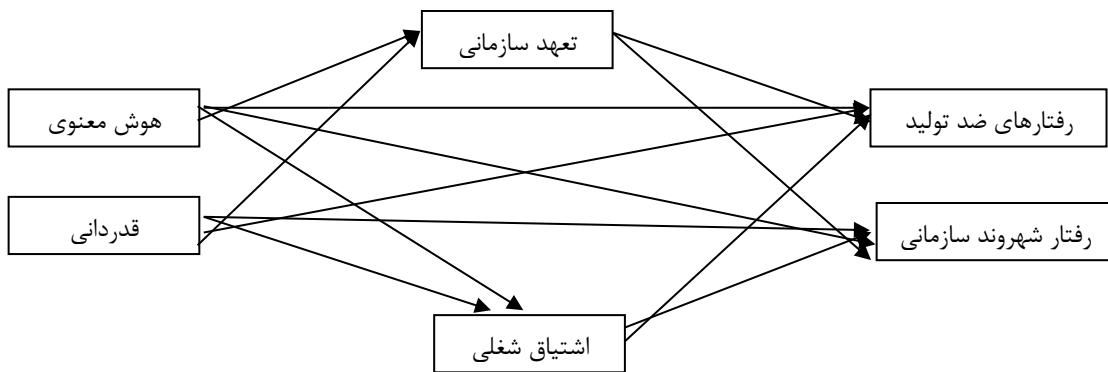 تعهد سازمانی
هوش معنوی
رفتارهای ضد تولید
قدردانی
رفتار شهروند سازمانی
اشتیاق شغلی